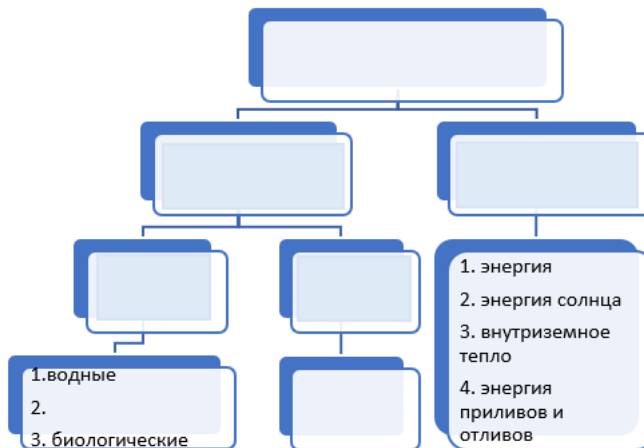 1.водные
2.
3. биологические
1. энергия
2. энергия солнца
3. внутриземное
тепло
4. энергия
приливов и
отливов